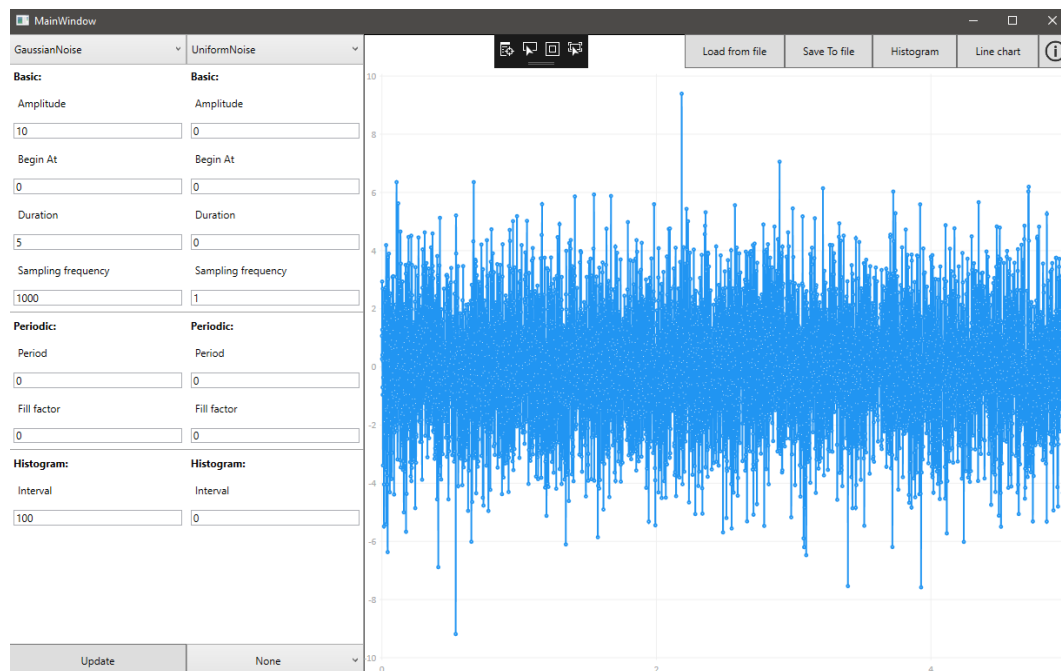 MainWindow
GaussianNoise UniformNoise Load from file Save To file Histogram Line chart
Basic: Basic:
Amplitude Amplitude
10 0
Begin At Begin At
0 0
Duration Duration
5 0
Sampling frequency Sampling frequency
1000 1
Periodic: Periodic:
Period Period
0 0
Fill factor Fill factor
0 0
Histogram: Histogram:
Interval Interval
100 0
Update None
10
8
6
4
2
0
-2
-4
-6
-8
-10
0 2 4